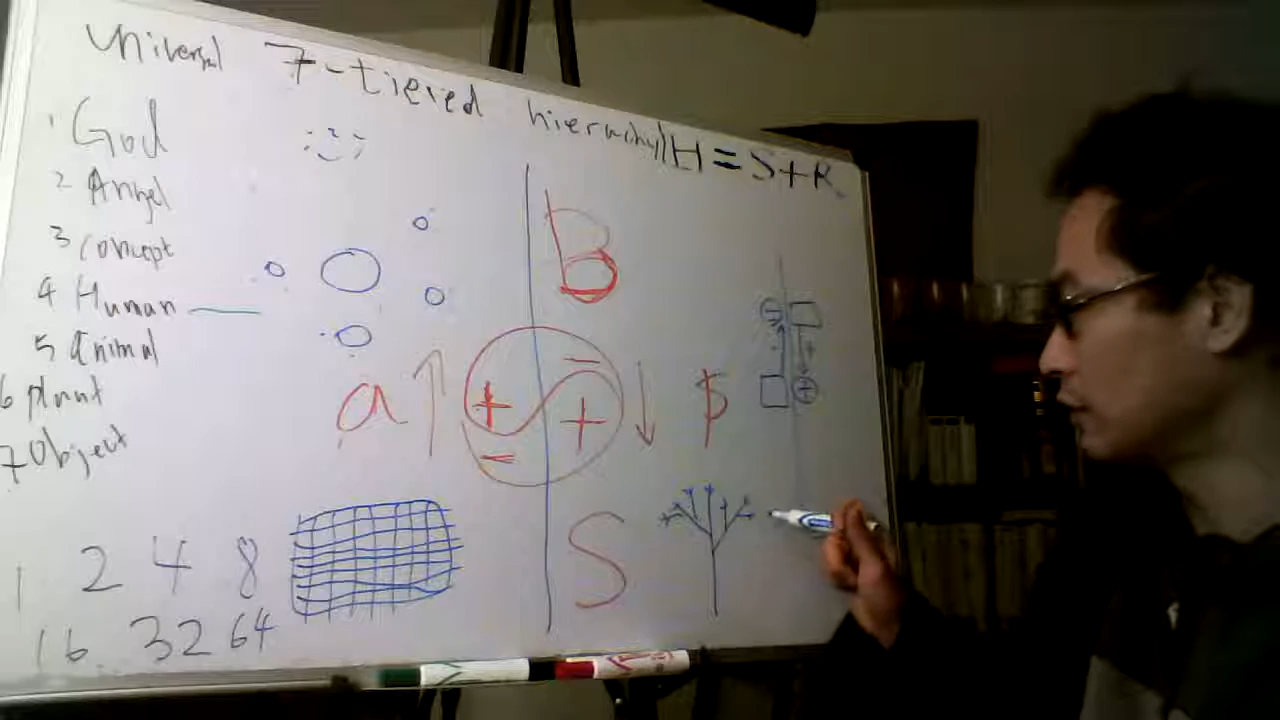 Universal 7-tiered hierarchy H = S + R
1 God
2 Angel
3 Concept
4 Human
5 Animal
6 Plant
7 Object
B
a
+ −
− +
$
S
1 2 4 8
16 32 64